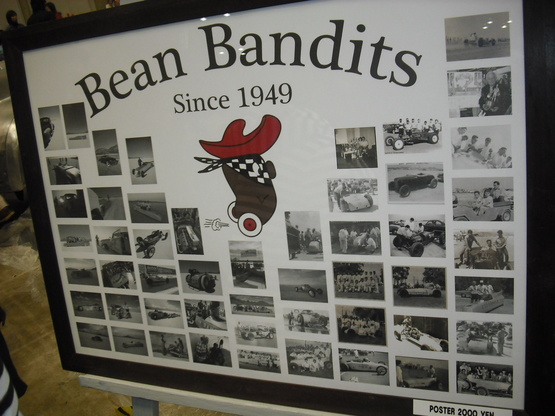 Bean Bandits
Since 1949
POSTER 2000 YEN